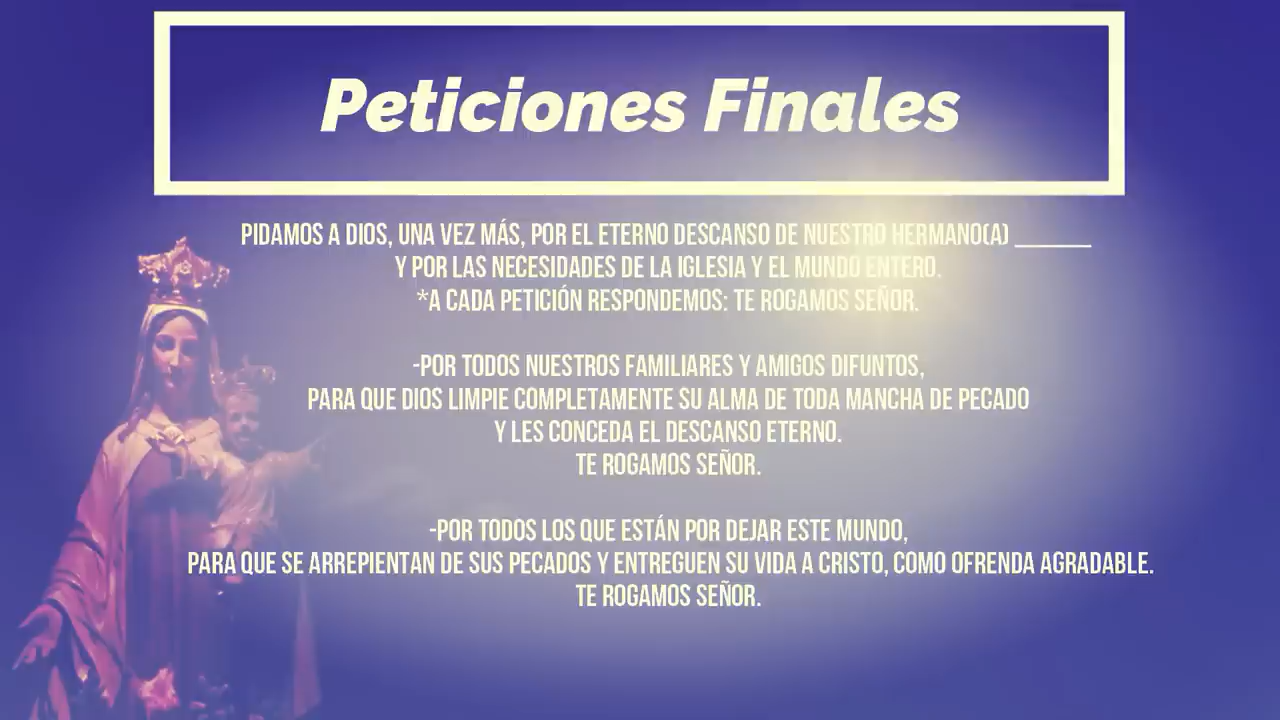 Peticiones Finales
PIDAMOS A DIOS, UNA VEZ MÁS, POR EL ETERNO DESCANSO DE NUESTRO HERMANO(A) ______
Y POR LAS NECESIDADES DE LA IGLESIA Y EL MUNDO ENTERO.
*A CADA PETICIÓN RESPONDEMOS: TE ROGAMOS SEÑOR.
-POR TODOS NUESTROS FAMILIARES Y AMIGOS DIFUNTOS,
PARA QUE DIOS LIMPIE COMPLETAMENTE SU ALMA DE TODA MANCHA DE PECADO
Y LES CONCEDA EL DESCANSO ETERNO.
TE ROGAMOS SEÑOR.
-POR TODOS LOS QUE ESTÁN POR DEJAR ESTE MUNDO,
PARA QUE SE ARREPIENTAN DE SUS PECADOS Y ENTREGUEN SU VIDA A CRISTO, COMO OFRENDA AGRADABLE.
TE ROGAMOS SEÑOR.